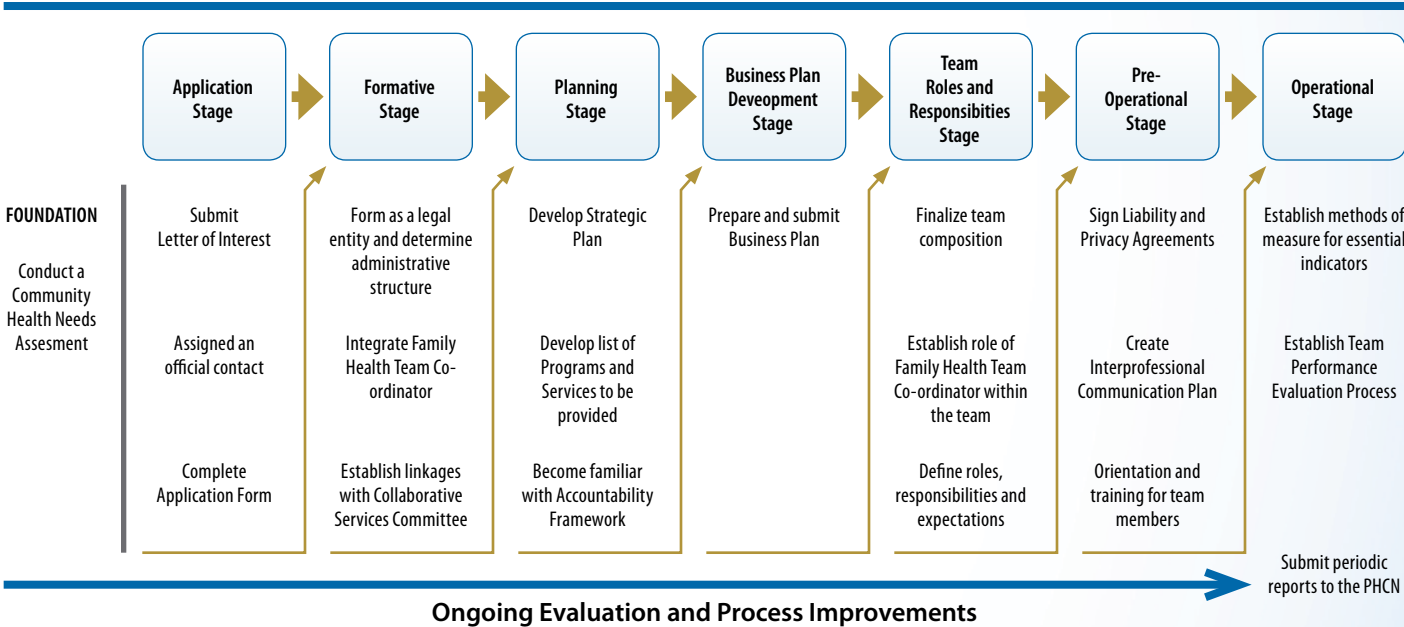 Application
Stage
Formative
Stage
Planning
Stage
Business Plan
Deveopment
Stage
Team
Roles and
Responsibities
Stage
Pre-
Operational
Stage
Operational
Stage
FOUNDATION
Conduct a
Community
Health Needs
Assesment
Submit
Letter of Interest
Assigned an
official contact
Complete
Application Form
Form as a legal
entity and determine
administrative
structure
Integrate Family
Health Team Co-
ordinator
Establish linkages
with Collaborative
Services Committee
Develop Strategic
Plan
Develop list of
Programs and
Services to be
provided
Become familiar
with Accountability
Framework
Prepare and submit
Business Plan
Finalize team
composition
Establish role of
Family Health Team
Co-ordinator within
the team
Define roles,
responsibilities and
expectations
Sign Liability and
Privacy Agreements
Create
Interprofessional
Communication Plan
Orientation and
training for team
members
Establish methods of
measure for essential
indicators
Establish Team
Performance
Evaluation Process
Submit periodic
reports to the PHCN
Ongoing Evaluation and Process Improvements